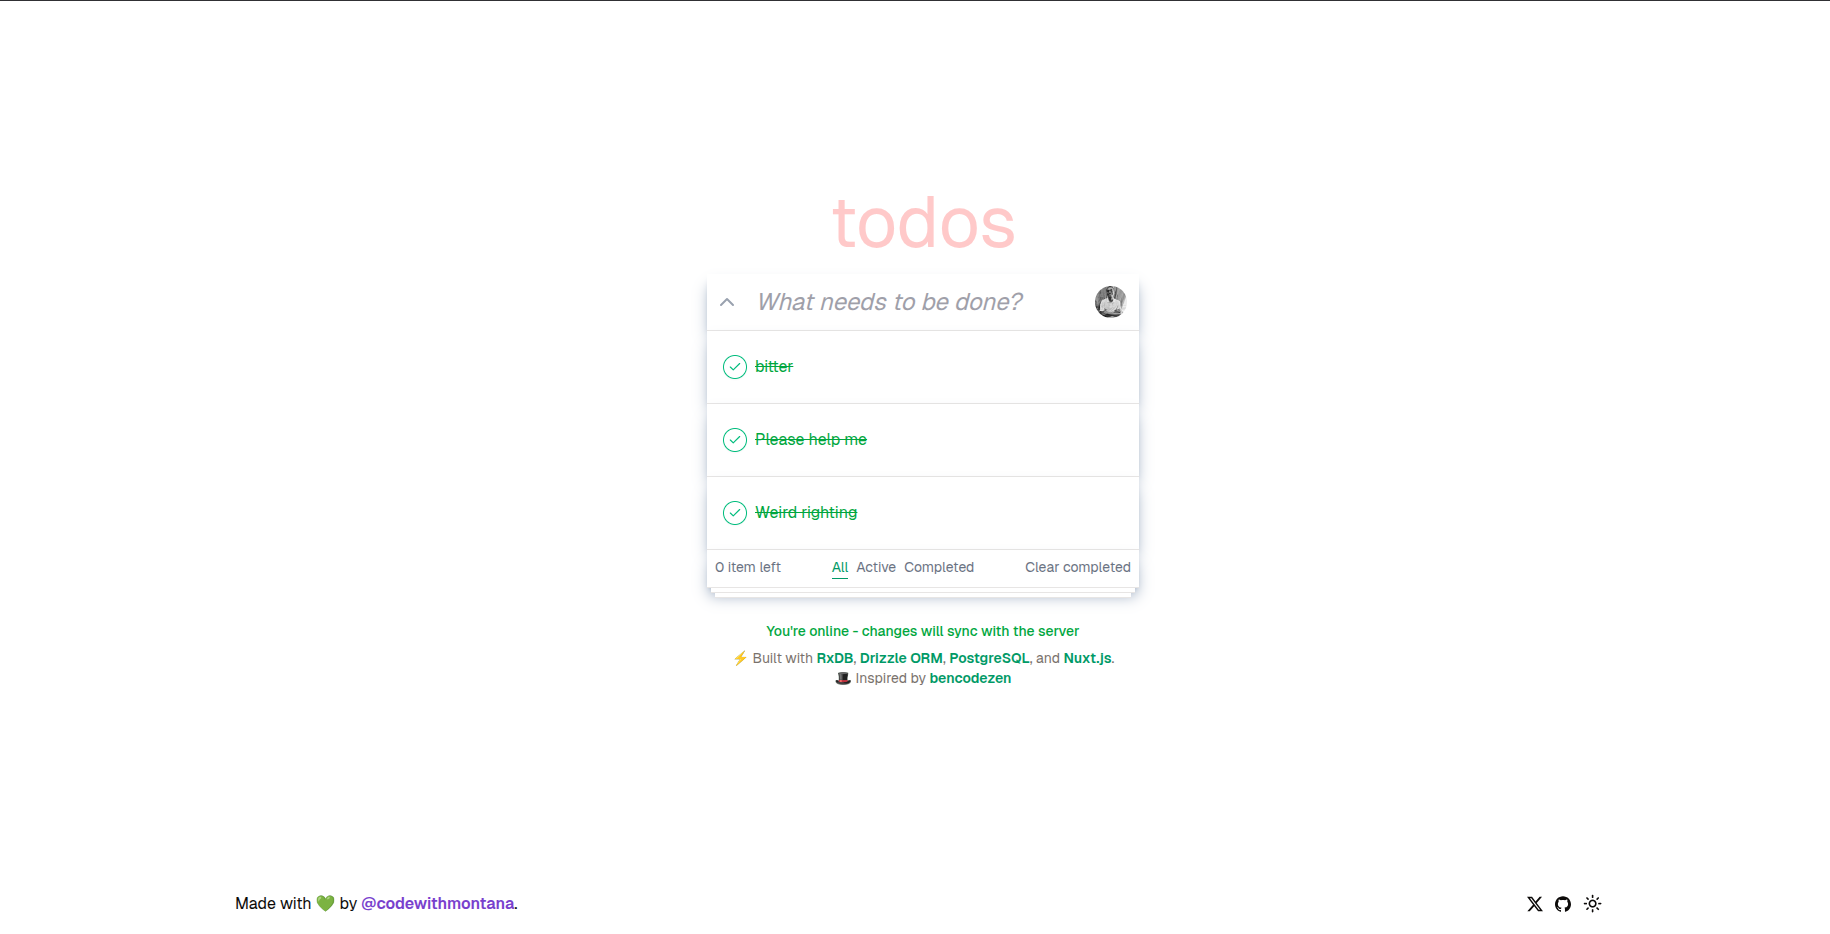 todos
What needs to be done?
bitter
Please help me
Weird righting
0 item left All Active Completed Clear completed
You're online - changes will sync with the server
⚡ Built with RxDB, Drizzle ORM, PostgreSQL, and Nuxt.js.
🎩 Inspired by bencodezen
Made with 💚 by @codewithmontana.